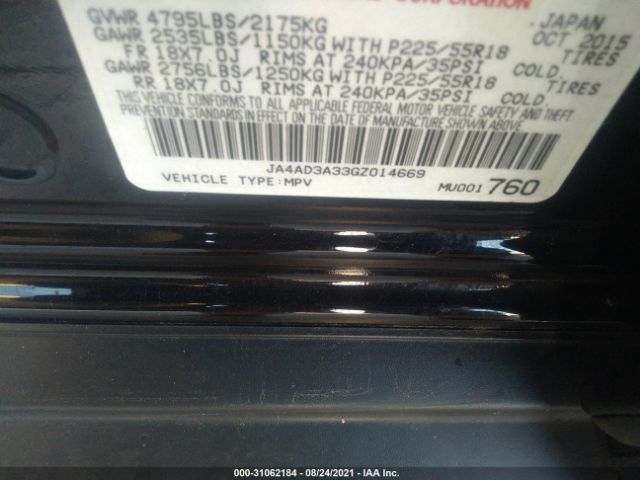 CORPORATION
GVWR 4795LBS/2175KG JAPAN
GAWR 2535LBS/1150KG WITH P225/55R18 OCT 2015
FR 18X7.0J RIMS AT 240KPA/35PSI COLD. TIRES
GAWR 2756LBS/1250KG WITH P225/55R18 TIRES
RR 18X7.0J RIMS AT 240KPA/35PSI COLD.
THIS VEHICLE CONFORMS TO ALL APPLICABLE FEDERAL MOTOR VEHICLE SAFETY AND THEFT
PREVENTION STANDARDS IN EFFECT ON THE DATE OF MANUFACTURE SHOWN ABOVE.
JA4AD3A33GZ014669
VEHICLE TYPE:MPV MU001 760
000-31062184 - 08/24/2021 - IAA Inc.